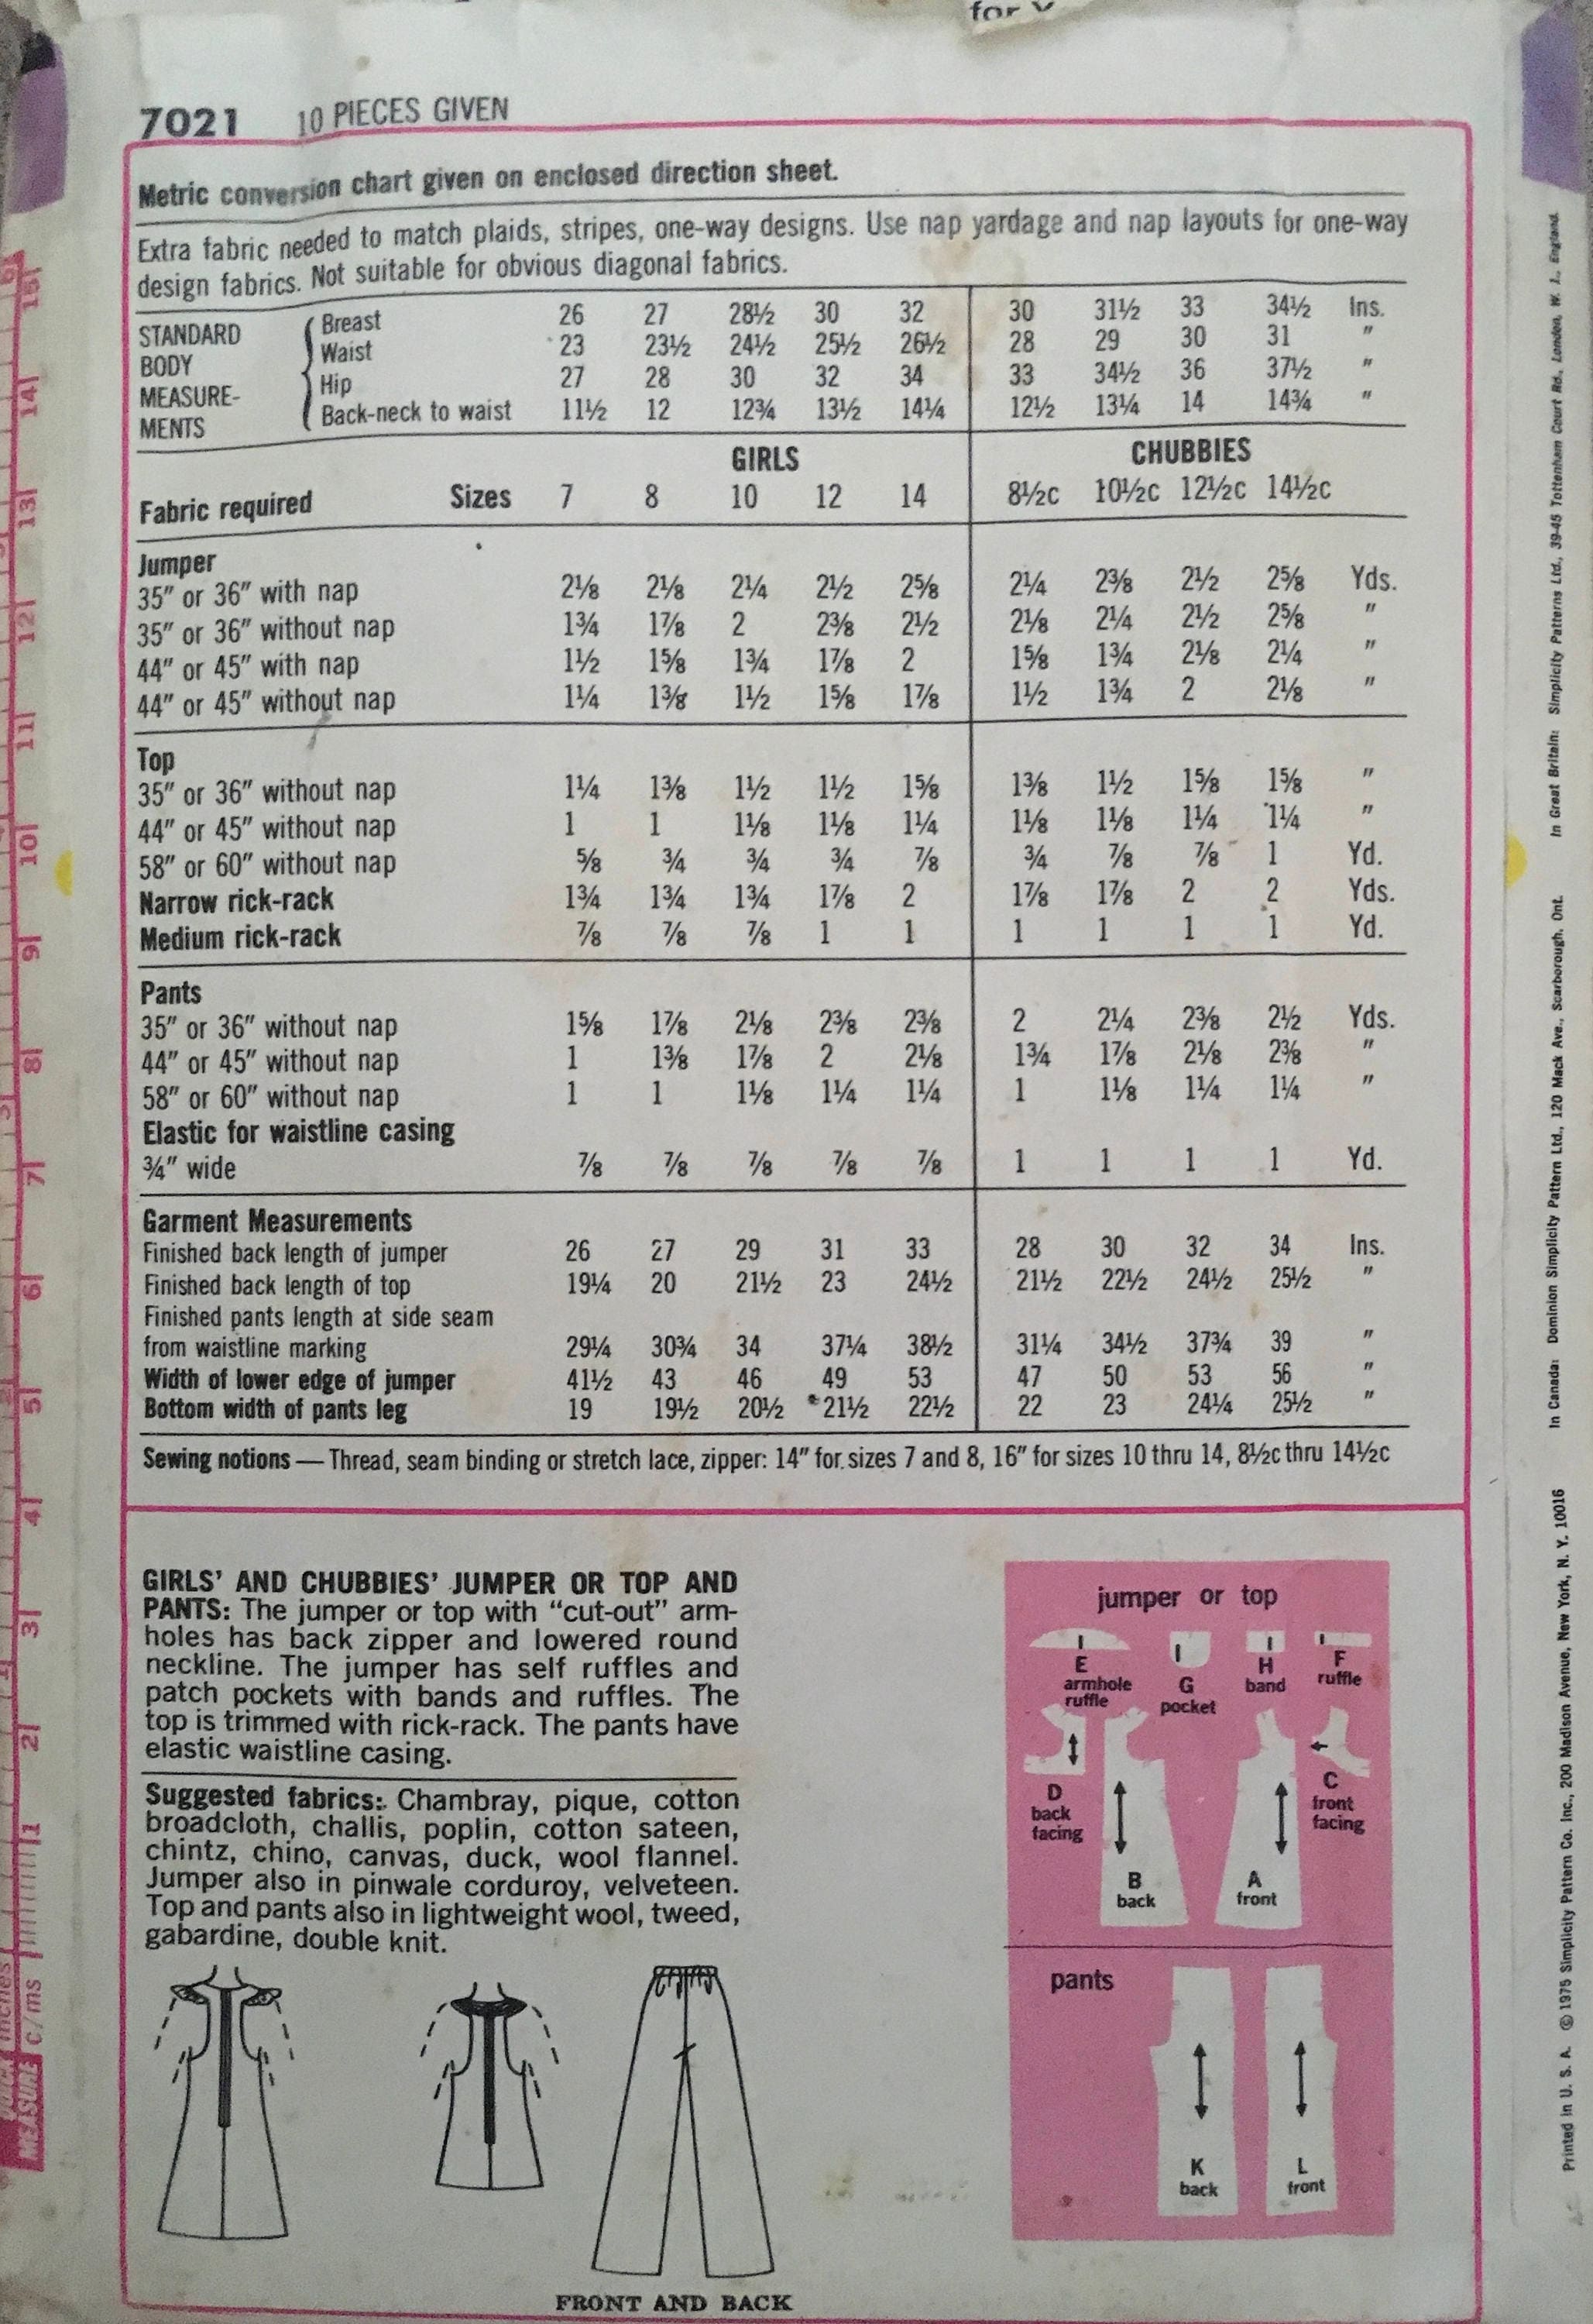 for
7021 10 PIECES GIVEN
Metric conversion chart given on enclosed direction sheet.
Extra fabric needed to match plaids, stripes, one-way designs. Use nap yardage and nap layouts for one-way
design fabrics. Not suitable for obvious diagonal fabrics.
STANDARD BODY MEASURE-MENTS
Breast 26 27 28½ 30 32 30 31½ 33 34½ Ins.
Waist 23 23½ 24½ 25½ 26½ 28 29 30 31 "
Hip 27 28 30 32 34 33 34½ 36 37½ "
Back-neck to waist 11½ 12 12¾ 13½ 14¼ 12½ 13¼ 14 14¾ "
GIRLS CHUBBIES
Fabric required Sizes 7 8 10 12 14 8½c 10½c 12½c 14½c
Jumper
35" or 36" with nap 2⅛ 2⅛ 2¼ 2½ 2⅝ 2¼ 2⅜ 2½ 2⅝ Yds.
35" or 36" without nap 1¾ 1⅞ 2 2⅜ 2½ 2⅛ 2¼ 2½ 2⅝ "
44" or 45" with nap 1½ 1⅝ 1¾ 1⅞ 2 1⅝ 1¾ 2⅛ 2¼ "
44" or 45" without nap 1¼ 1⅜ 1½ 1⅝ 1⅞ 1½ 1¾ 2 2⅛ "
Top
35" or 36" without nap 1¼ 1⅜ 1½ 1½ 1⅝ 1⅜ 1½ 1⅝ 1⅝ "
44" or 45" without nap 1 1 1⅛ 1⅛ 1¼ 1⅛ 1⅛ 1¼ 1¼ "
58" or 60" without nap ⅝ ¾ ¾ ¾ ⅞ ¾ ⅞ ⅞ 1 Yd.
Narrow rick-rack 1¾ 1¾ 1¾ 1⅞ 2 1⅞ 1⅞ 2 2 Yds.
Medium rick-rack ⅞ ⅞ ⅞ 1 1 1 1 1 1 Yd.
Pants
35" or 36" without nap 1⅝ 1⅞ 2⅛ 2⅜ 2⅜ 2 2¼ 2⅜ 2½ Yds.
44" or 45" without nap 1 1⅜ 1⅞ 2 2⅛ 1¾ 1⅞ 2⅛ 2⅜ "
58" or 60" without nap 1 1 1⅛ 1¼ 1¼ 1 1⅛ 1¼ 1¼ "
Elastic for waistline casing
¾" wide ⅞ ⅞ ⅞ ⅞ ⅞ 1 1 1 1 Yd.
Garment Measurements
Finished back length of jumper 26 27 29 31 33 28 30 32 34 Ins.
Finished back length of top 19¼ 20 21½ 23 24½ 21½ 22½ 24½ 25½ "
Finished pants length at side seam
from waistline marking 29¼ 30¾ 34 37¼ 38½ 31¼ 34½ 37¾ 39 "
Width of lower edge of jumper 41½ 43 46 49 53 47 50 53 56 "
Bottom width of pants leg 19 19½ 20½ 21½ 22½ 22 23 24¼ 25½ "
Sewing notions — Thread, seam binding or stretch lace, zipper: 14" for sizes 7 and 8, 16" for sizes 10 thru 14, 8½c thru 14½c
GIRLS' AND CHUBBIES' JUMPER OR TOP AND
PANTS: The jumper or top with "cut-out" arm-
holes has back zipper and lowered round
neckline. The jumper has self ruffles and
patch pockets with bands and ruffles. The
top is trimmed with rick-rack. The pants have
elastic waistline casing.
Suggested fabrics: Chambray, pique, cotton
broadcloth, challis, poplin, cotton sateen,
chintz, chino, canvas, duck, wool flannel.
Jumper also in pinwale corduroy, velveteen.
Top and pants also in lightweight wool, tweed,
gabardine, double knit.
FRONT AND BACK
jumper or top
E
armhole
ruffle
G
pocket
H
band
F
ruffle
D
back
facing
C
front
facing
B
back
A
front
pants
K
back
L
front
Printed in U. S. A. © 1975 Simplicity Pattern Co. Inc., 200 Madison Avenue, New York, N. Y. 10016 In Canada: Dominion Simplicity Pattern Ltd., 120 Mack Ave., Scarborough, Ont. In Great Britain: Simplicity Patterns Ltd., 39-45 Tottenham Court Rd., London, W. 1., England.
15
14
13
12
11
10
9
8
7
6
5
4
3
2
1
inches
c/ms
MEASURE